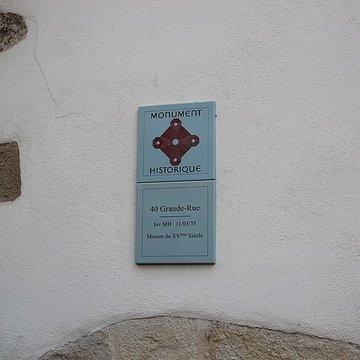 MONUMENT
HISTORIQUE
40 Grande-Rue
Inv MH : 11/03/35
Maison du XVème Siècle